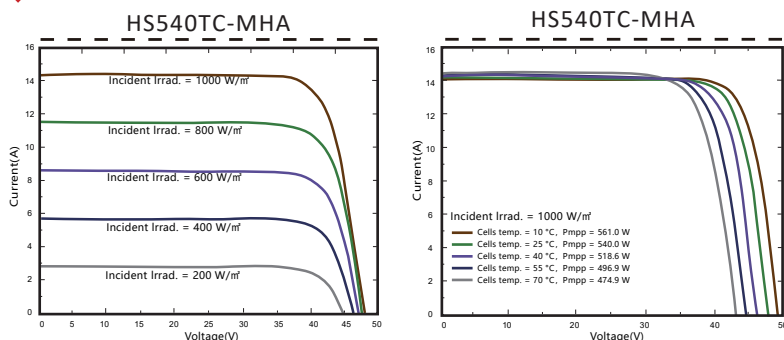 HS540TC-MHA
16
14
12
10
8
6
4
2
0
Current(A)
Incident Irrad. = 1000 W/㎡
Incident Irrad. = 800 W/㎡
Incident Irrad. = 600 W/㎡
Incident Irrad. = 400 W/㎡
Incident Irrad. = 200 W/㎡
0 5 10 15 20 25 30 35 40 45 50
Voltage(V)
HS540TC-MHA
16
14
12
10
8
6
4
2
0
Current(A)
Incident Irrad. = 1000 W/㎡
Cells temp. = 10 °C, Pmpp = 561.0 W
Cells temp. = 25 °C, Pmpp = 540.0 W
Cells temp. = 40 °C, Pmpp = 518.6 W
Cells temp. = 55 °C, Pmpp = 496.9 W
Cells temp. = 70 °C, Pmpp = 474.9 W
0 10 20 30 40 50
Voltage(V)